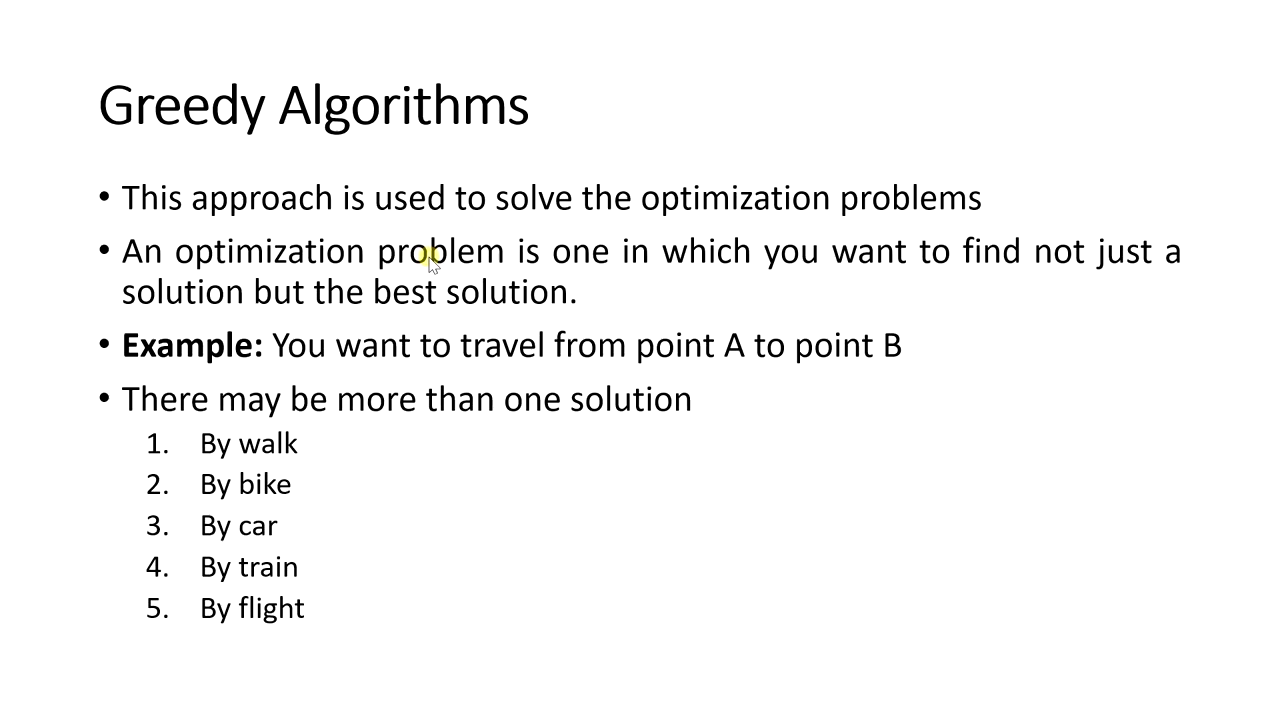 Greedy Algorithms
• This approach is used to solve the optimization problems
• An optimization problem is one in which you want to find not just a
solution but the best solution.
• Example: You want to travel from point A to point B
• There may be more than one solution
1. By walk
2. By bike
3. By car
4. By train
5. By flight